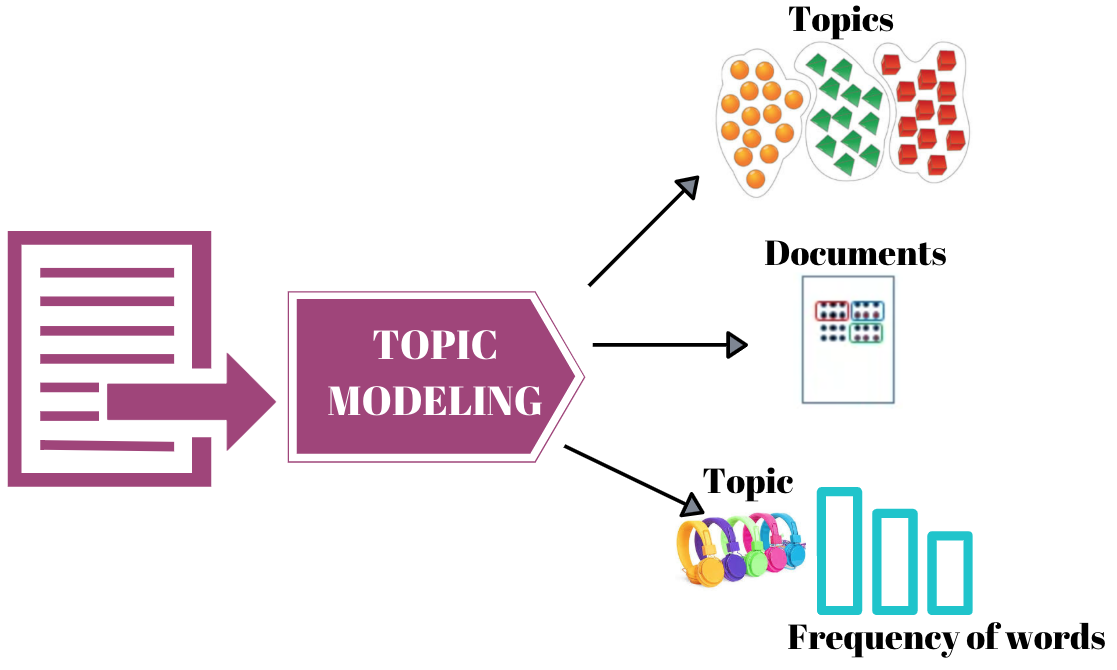 Topics
Documents
TOPIC
MODELING
Topic
Frequency of words